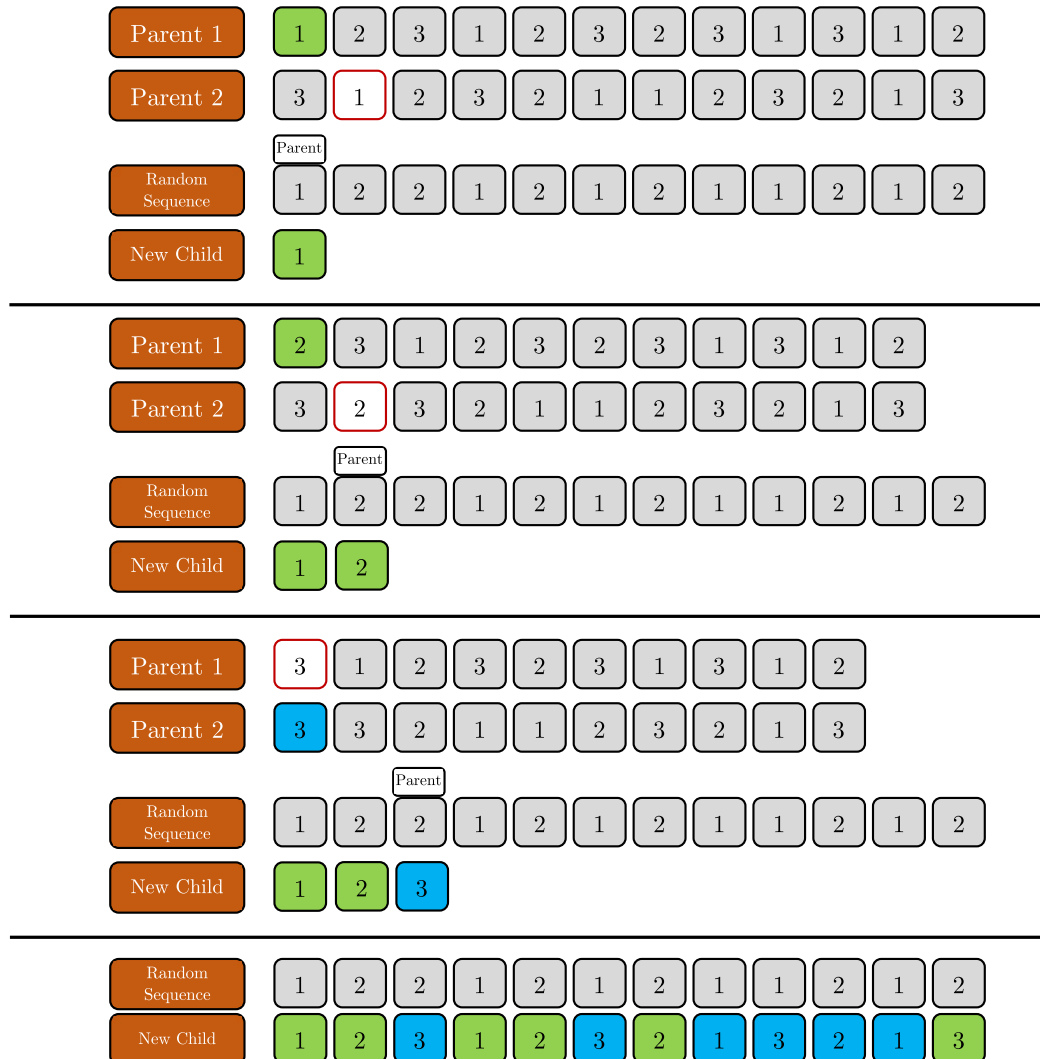 Parent 1 1 2 3 1 2 3 2 3 1 3 1 2
Parent 2 3 1 2 3 2 1 1 2 3 2 1 3
Parent
Random
Sequence 1 2 2 1 2 1 2 1 1 2 1 2
New Child 1
Parent 1 2 3 1 2 3 2 3 1 3 1 2
Parent 2 3 2 3 2 1 1 2 3 2 1 3
Parent
Random
Sequence 1 2 2 1 2 1 2 1 1 2 1 2
New Child 1 2
Parent 1 3 1 2 3 2 3 1 3 1 2
Parent 2 3 3 2 1 1 2 3 2 1 3
Parent
Random
Sequence 1 2 2 1 2 1 2 1 1 2 1 2
New Child 1 2 3
Random
Sequence 1 2 2 1 2 1 2 1 1 2 1 2
New Child 1 2 3 1 2 3 2 1 3 2 1 3